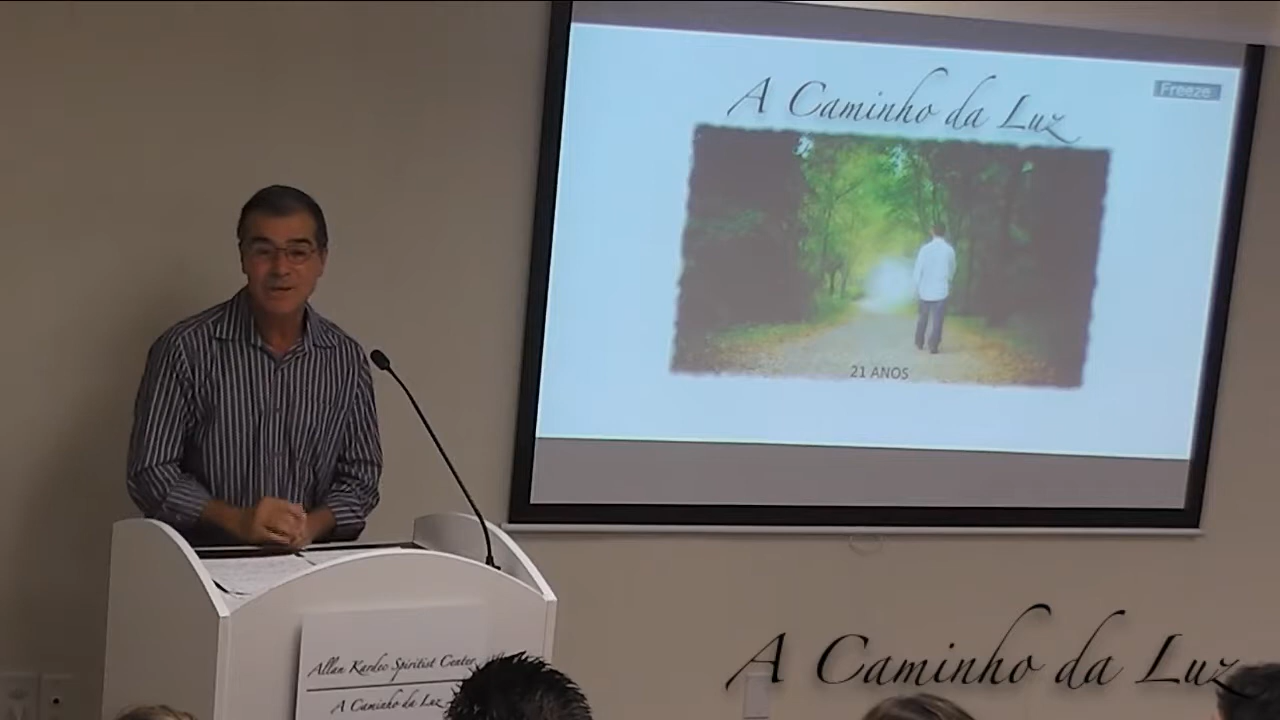 A Caminho da Luz
Freeze
21 ANOS
Allan Kardec Spiritist Center
A Caminho da Luz
A Caminho da Luz